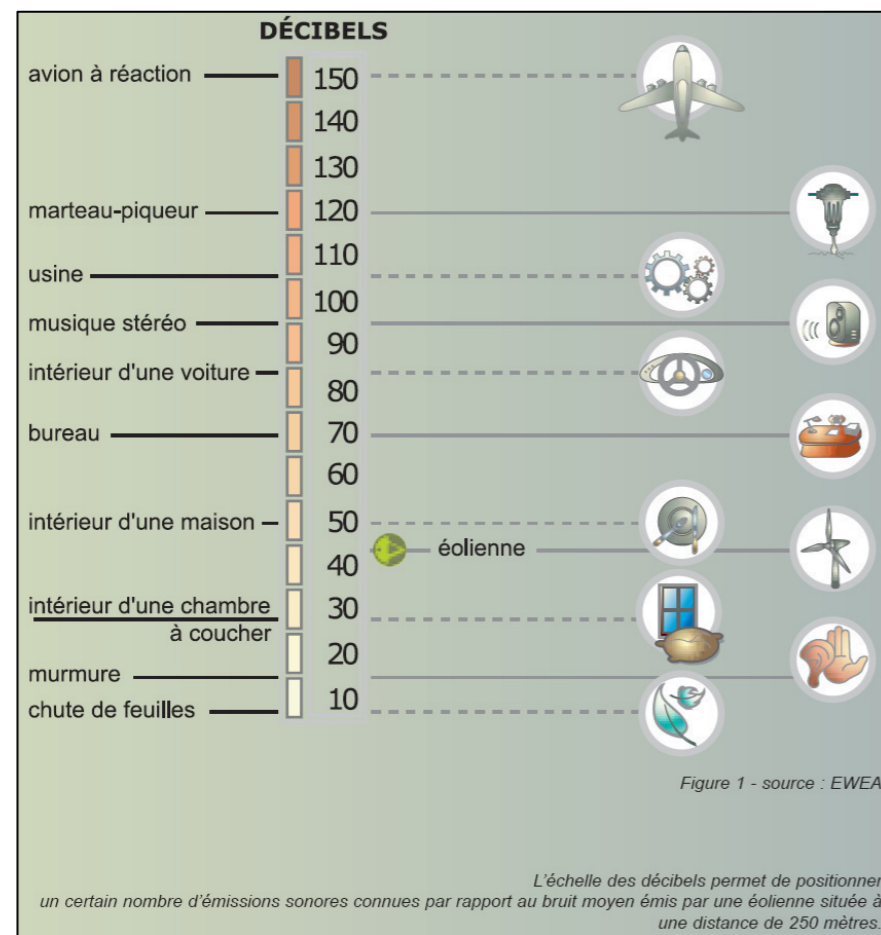 DÉCIBELS
avion à réaction 150
140
130
marteau-piqueur 120
110
usine
100
musique stéréo
90
intérieur d'une voiture
80
bureau 70
60
intérieur d'une maison 50
éolienne
40
intérieur d'une chambre 30
à coucher
20
murmure
10
chute de feuilles
Figure 1 - source : EWEA
L'échelle des décibels permet de positionner
un certain nombre d'émissions sonores connues par rapport au bruit moyen émis par une éolienne située à
une distance de 250 mètres.